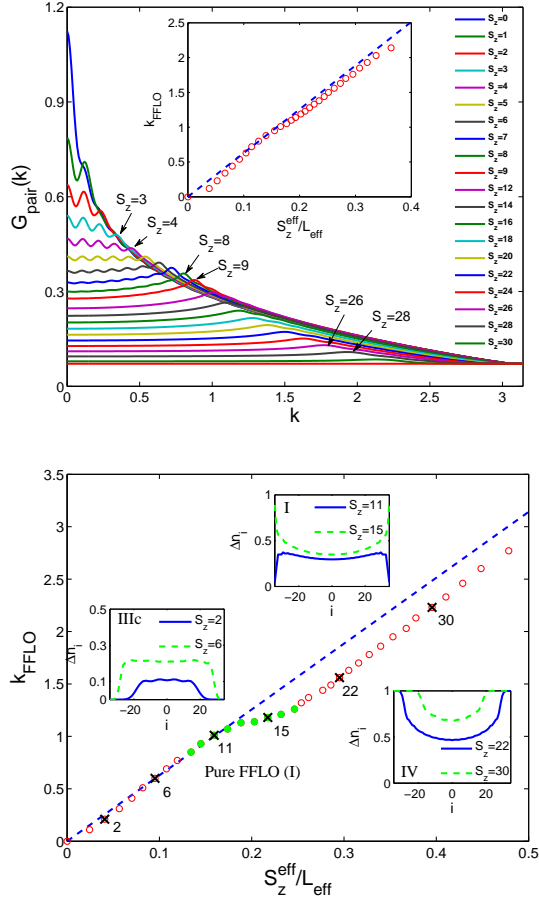 G_pair(k)
1.2
0.9
0.6
0.3
0
0 0.5 1 1.5 2 2.5 3
k
S_z=3
S_z=4
S_z=8
S_z=9
S_z=26
S_z=28
k_FFLO
2.5
2
1.5
1
0.5
0
0 0.1 0.2 0.3 0.4
S_z^eff/L_eff
S_z=0
S_z=1
S_z=2
S_z=3
S_z=4
S_z=5
S_z=6
S_z=7
S_z=8
S_z=9
S_z=12
S_z=14
S_z=16
S_z=18
S_z=20
S_z=22
S_z=24
S_z=26
S_z=28
S_z=30
k_FFLO
3.5
3
2.5
2
1.5
1
0.5
0
0 0.1 0.2 0.3 0.4 0.5
S_z^eff/L_eff
2
6
11
15
22
30
Pure FFLO (I)
I
S_z=11
S_z=15
Δn_i
1
0.5
0
−20 0 20
i
IIIc
S_z=2
S_z=6
Δn_i
0.3
0.2
0.1
0
−20 0 20
i
IV
S_z=22
S_z=30
Δn_i
1
0.5
0
−20 0 20
i